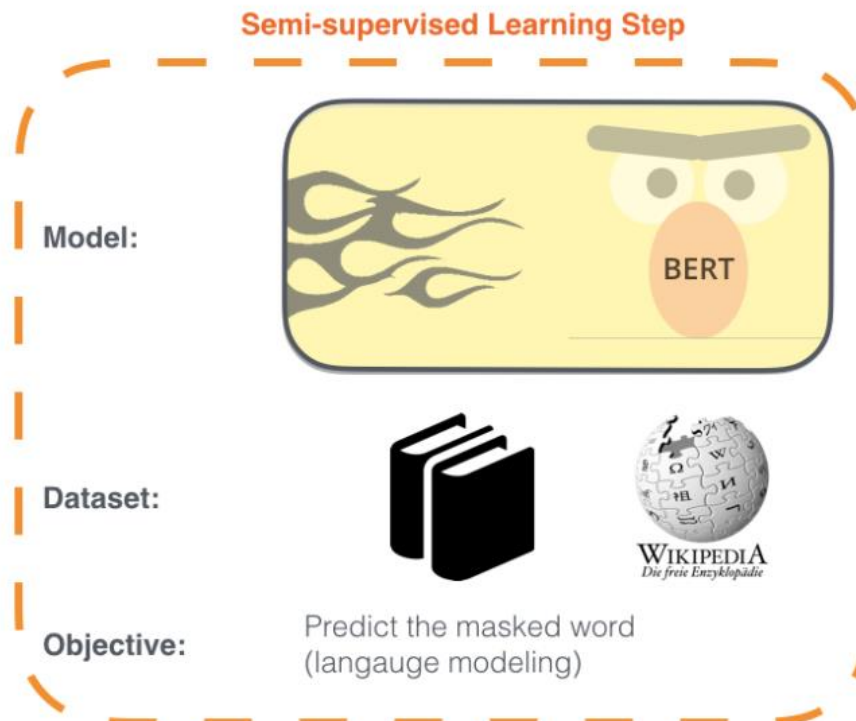 Semi-supervised Learning Step
Model:
BERT
Dataset:
WIKIPEDIA
Die freie Enzyklopädie
Objective:
Predict the masked word
(langauge modeling)